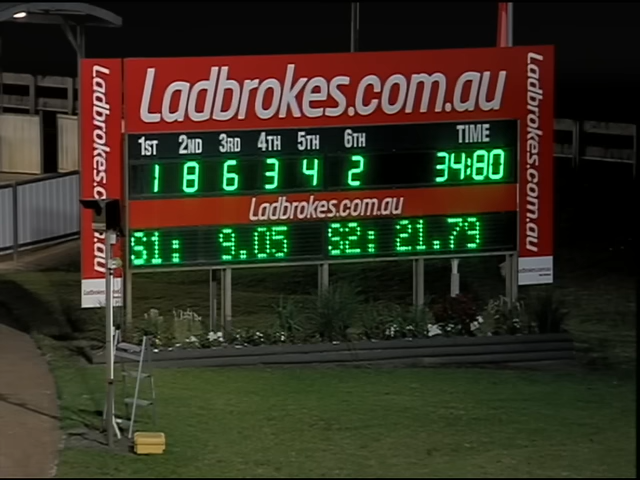 Ladbrokes.com.au
1ST 2ND 3RD 4TH 5TH 6TH TIME
1 8 6 3 4 2 34:80
Ladbrokes.com.au
S1: 9.05 S2: 21.79
Ladbrokes.c
au
Ladbrokes.com.au